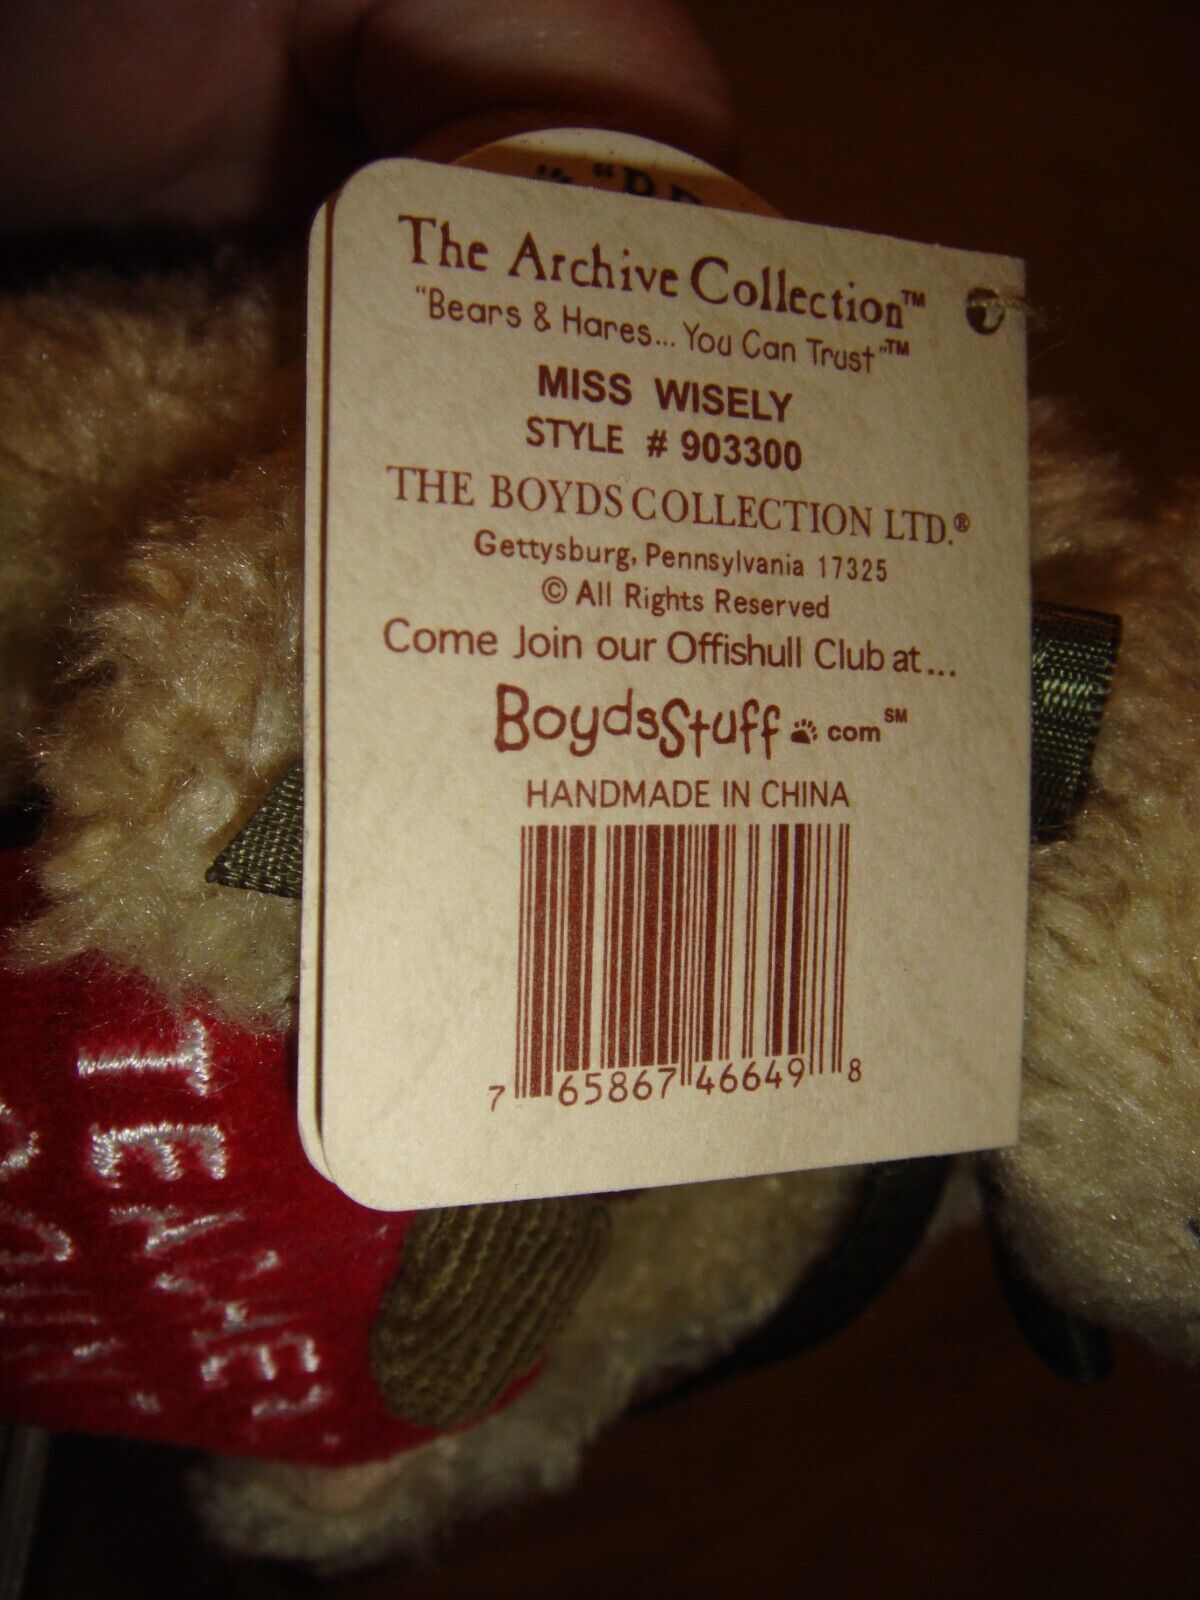 The Archive Collection™
"Bears & Hares... You Can Trust"™
MISS WISELY
STYLE # 903300
THE BOYDS COLLECTION LTD.®
Gettysburg, Pennsylvania 17325
© All Rights Reserved
Come Join our Offishull Club at...
BoydsStuff com℠
HANDMADE IN CHINA
7 65867 46649 8